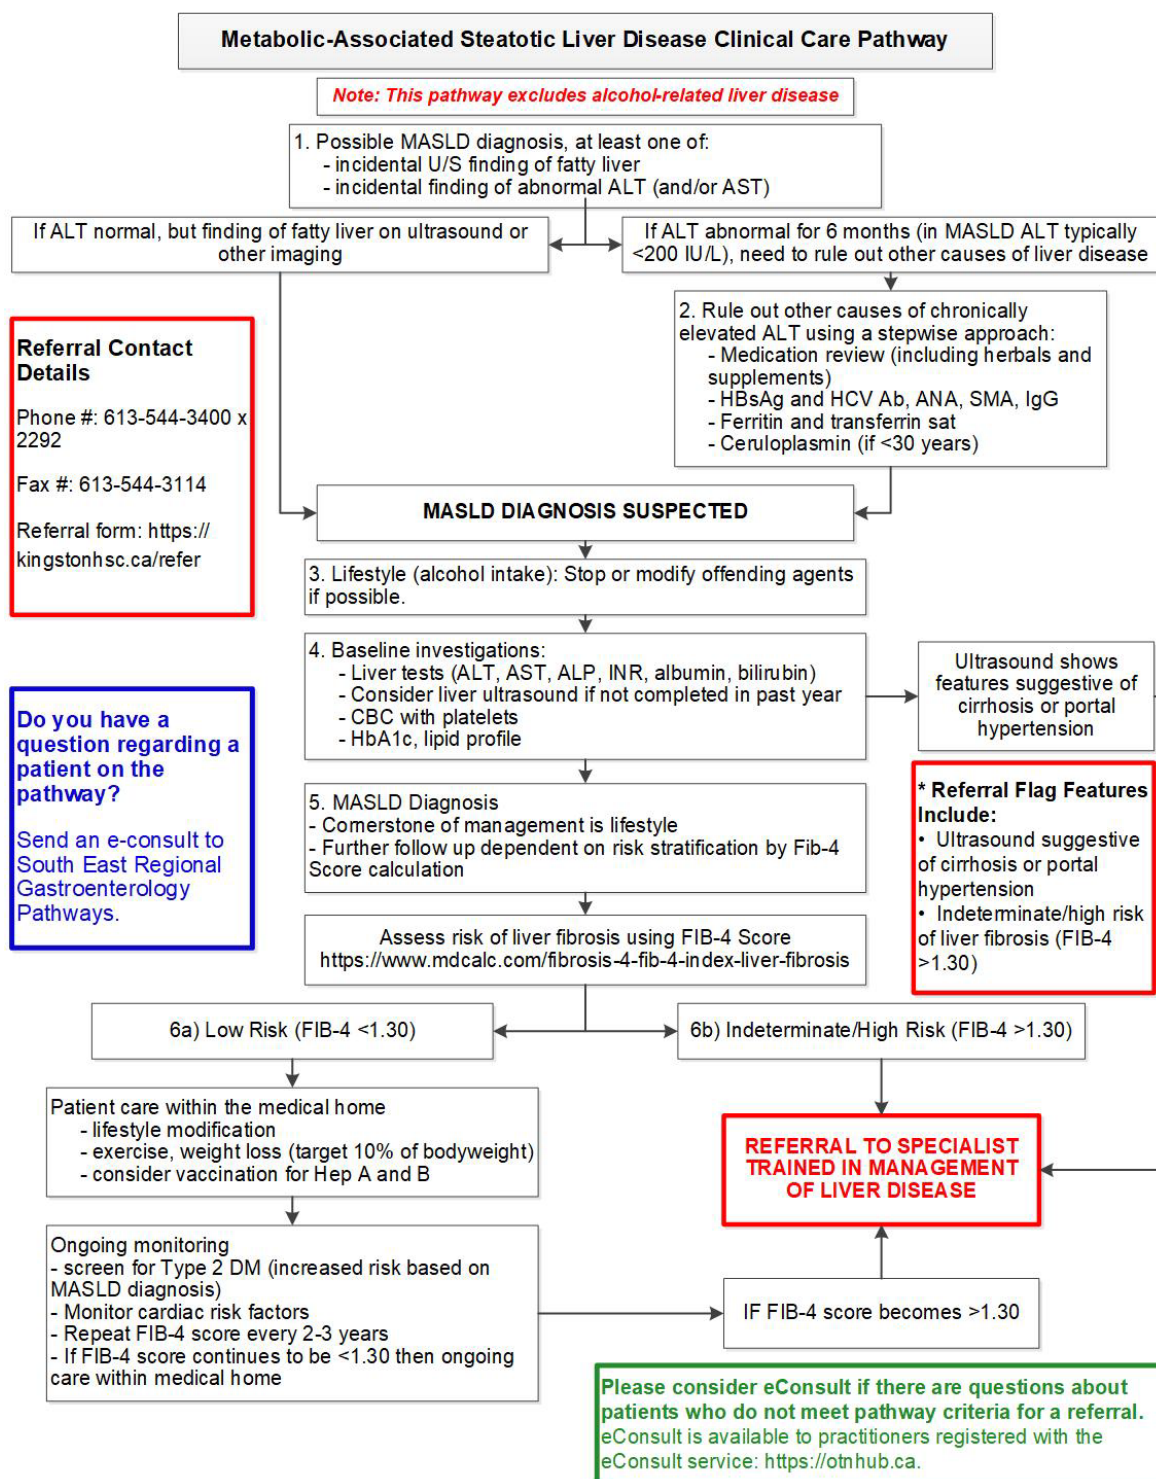 Metabolic-Associated Steatotic Liver Disease Clinical Care Pathway
Note: This pathway excludes alcohol-related liver disease
1. Possible MASLD diagnosis, at least one of:
- incidental U/S finding of fatty liver
- incidental finding of abnormal ALT (and/or AST)
If ALT normal, but finding of fatty liver on ultrasound or
other imaging
If ALT abnormal for 6 months (in MASLD ALT typically
<200 IU/L), need to rule out other causes of liver disease
2. Rule out other causes of chronically
elevated ALT using a stepwise approach:
- Medication review (including herbals and
supplements)
- HBsAg and HCV Ab, ANA, SMA, IgG
- Ferritin and transferrin sat
- Ceruloplasmin (if <30 years)
Referral Contact
Details
Phone #: 613-544-3400 x
2292
Fax #: 613-544-3114
Referral form: https://
kingstonhsc.ca/refer
MASLD DIAGNOSIS SUSPECTED
3. Lifestyle (alcohol intake): Stop or modify offending agents
if possible.
4. Baseline investigations:
- Liver tests (ALT, AST, ALP, INR, albumin, bilirubin)
- Consider liver ultrasound if not completed in past year
- CBC with platelets
- HbA1c, lipid profile
Ultrasound shows
features suggestive of
cirrhosis or portal
hypertension
Do you have a
question regarding a
patient on the
pathway?
Send an e-consult to
South East Regional
Gastroenterology
Pathways.
5. MASLD Diagnosis
- Cornerstone of management is lifestyle
- Further follow up dependent on risk stratification by Fib-4
Score calculation
* Referral Flag Features
Include:
• Ultrasound suggestive
of cirrhosis or portal
hypertension
• Indeterminate/high risk
of liver fibrosis (FIB-4
>1.30)
Assess risk of liver fibrosis using FIB-4 Score
https://www.mdcalc.com/fibrosis-4-fib-4-index-liver-fibrosis
6a) Low Risk (FIB-4 <1.30)
6b) Indeterminate/High Risk (FIB-4 >1.30)
Patient care within the medical home
- lifestyle modification
- exercise, weight loss (target 10% of bodyweight)
- consider vaccination for Hep A and B
REFERRAL TO SPECIALIST
TRAINED IN MANAGEMENT
OF LIVER DISEASE
Ongoing monitoring
- screen for Type 2 DM (increased risk based on
MASLD diagnosis)
- Monitor cardiac risk factors
- Repeat FIB-4 score every 2-3 years
- If FIB-4 score continues to be <1.30 then ongoing
care within medical home
IF FIB-4 score becomes >1.30
Please consider eConsult if there are questions about
patients who do not meet pathway criteria for a referral.
eConsult is available to practitioners registered with the
eConsult service: https://otnhub.ca.